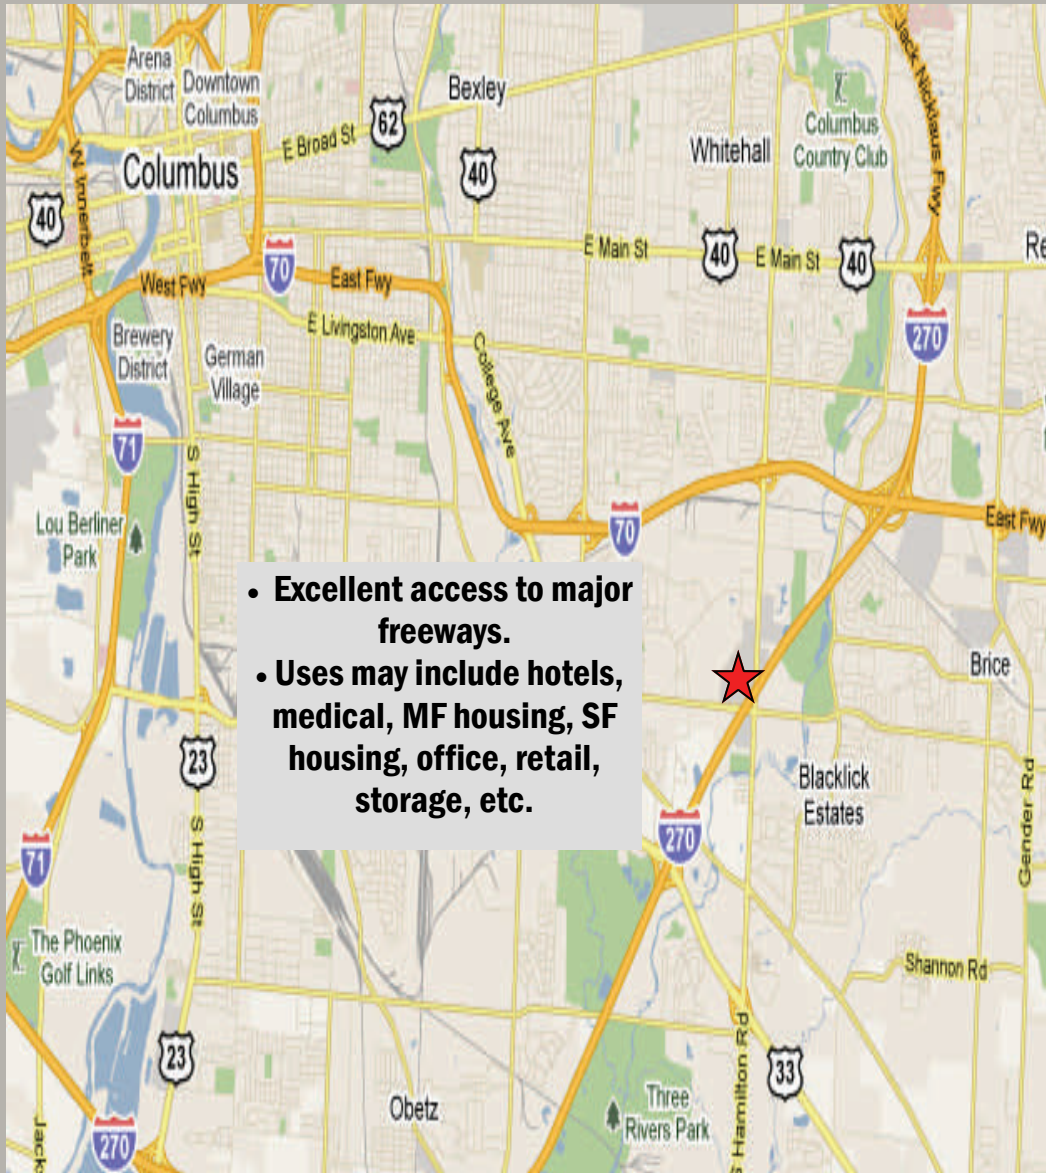 Arena
District
Downtown
Columbus
Bexley
62
E Broad St
Columbus
40
Whitehall
Columbus
Country Club
Jack Nicklaus Fwy
40
W Innerbelt
E Main St
40
E Main St
40
Re
70
West Fwy
East Fwy
E Livingston Ave
270
Brewery
District
German
Village
College Ave
71
S High St
Lou Berliner
Park
70
East Fwy
• Excellent access to major
freeways.
• Uses may include hotels,
medical, MF housing, SF
housing, office, retail,
storage, etc.
Brice
23
Blacklick
Estates
270
Gender Rd
71
S High St
The Phoenix
Golf Links
Shannon Rd
23
S Hamilton Rd
33
Obetz
Three
Rivers Park
Jack
270